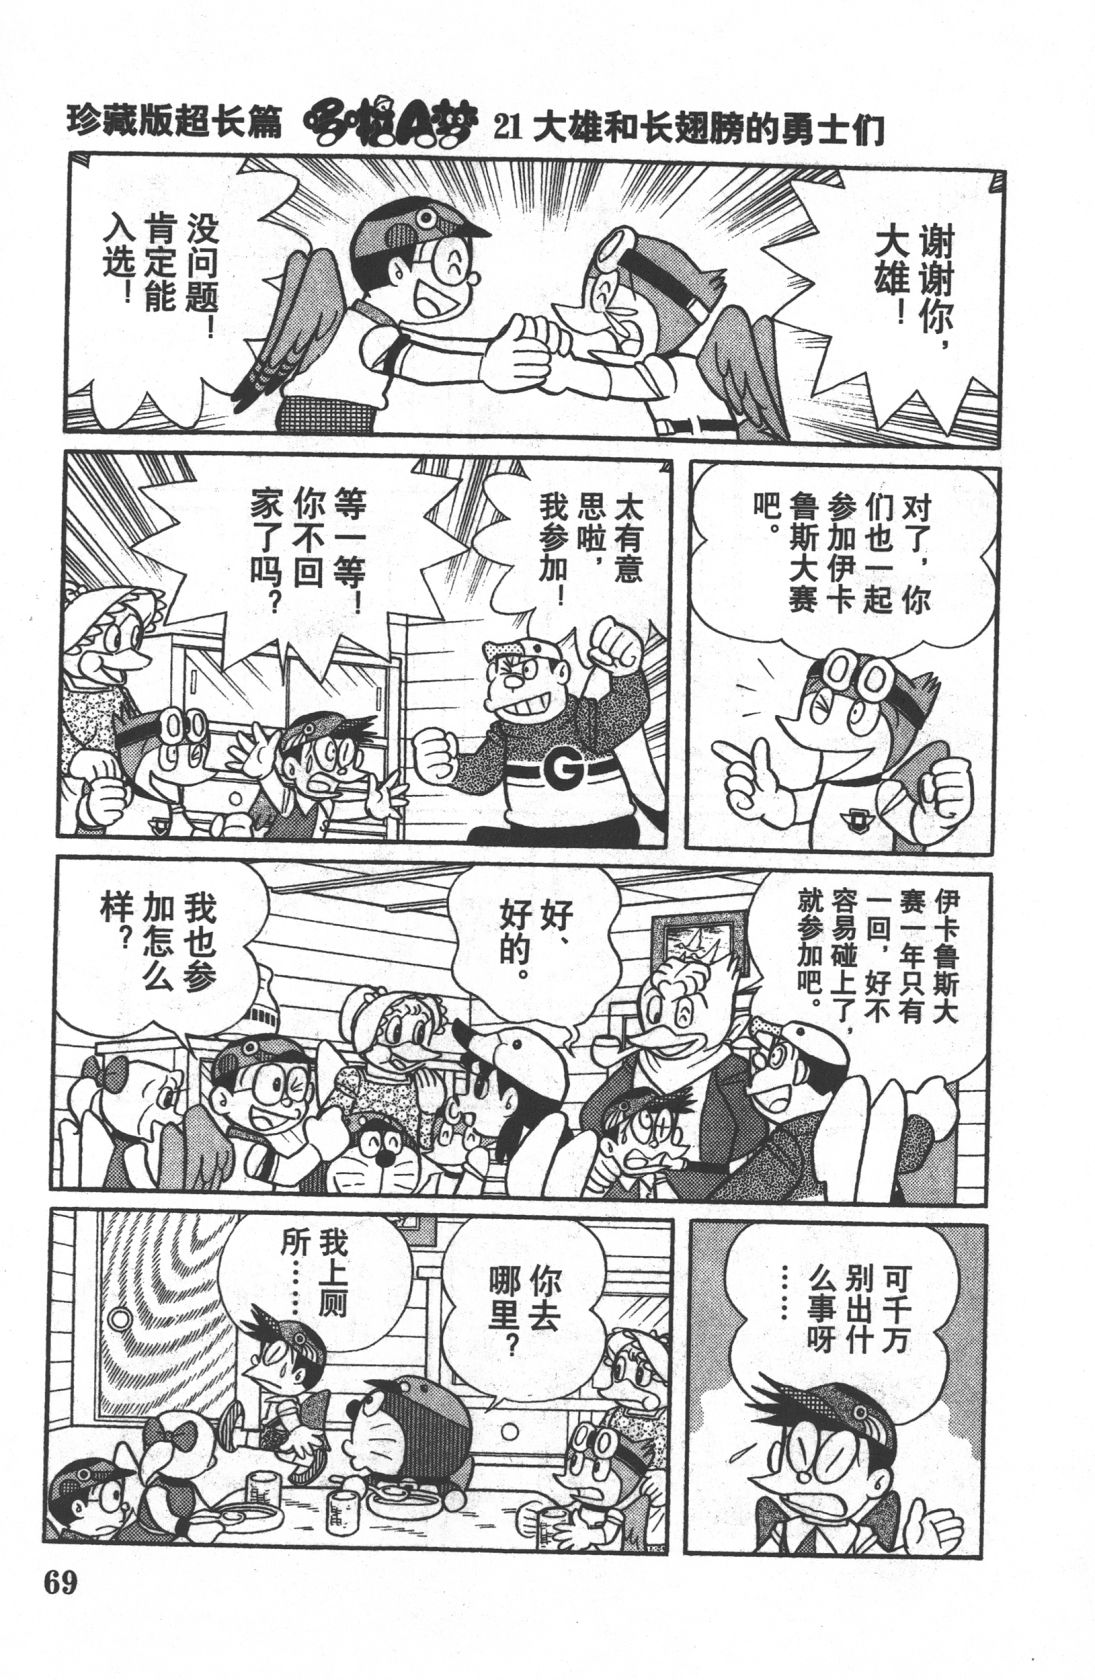 珍藏版超长篇 哆啦A梦 21 大雄和长翅膀的勇士们
谢谢你，
大雄！
没问题！
肯定能
入选！
对了，你
们也一起
参加伊卡
鲁斯大赛
吧。
太有意
思啦，
我参加！
等一等！
你不回
家了吗？
G
伊卡鲁斯大
赛一年只有
一回，好不
容易碰上了，
就参加吧。
好、
好的。
我也参
加怎么
样？
可千万
别出什
么事呀
……
你去
哪里？
我上厕
所……
69